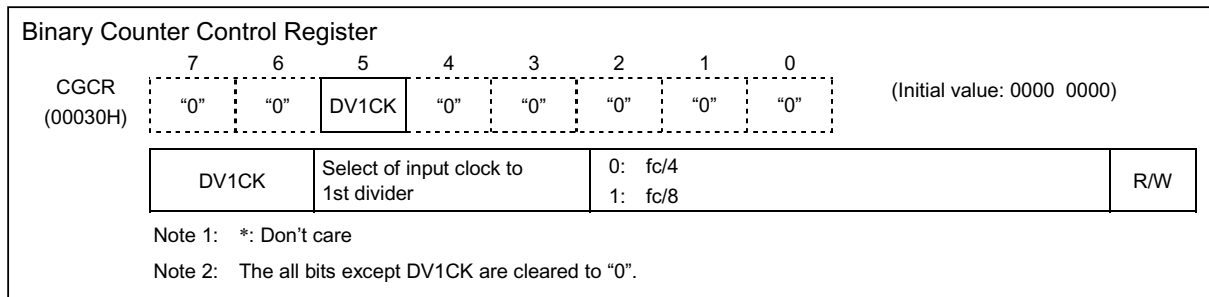 Binary Counter Control Register
7 6 5 4 3 2 1 0
CGCR
(00030H)
“0” “0” DV1CK “0” “0” “0” “0” “0”
(Initial value: 0000 0000)
DV1CK
Select of input clock to
1st divider
0: fc/4
1: fc/8
R/W
Note 1: *: Don’t care
Note 2: The all bits except DV1CK are cleared to “0”.